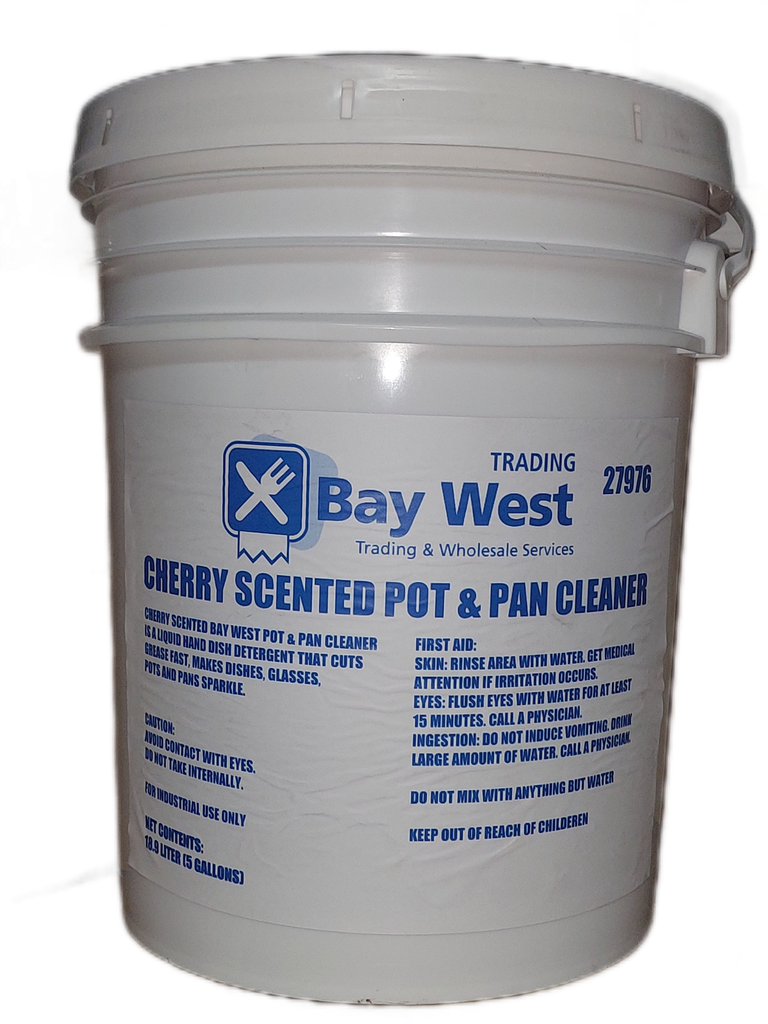 TRADING
27976
Bay West
Trading & Wholesale Services
CHERRY SCENTED POT & PAN CLEANER
CHERRY SCENTED BAY WEST POT & PAN CLEANER
IS A LIQUID HAND DISH DETERGENT THAT CUTS
GREASE FAST, MAKES DISHES, GLASSES,
POTS AND PANS SPARKLE.
CAUTION:
AVOID CONTACT WITH EYES.
DO NOT TAKE INTERNALLY.
FOR INDUSTRIAL USE ONLY
NET CONTENTS:
18.9 LITER (5 GALLONS)
FIRST AID:
SKIN: RINSE AREA WITH WATER. GET MEDICAL
ATTENTION IF IRRITATION OCCURS.
EYES: FLUSH EYES WITH WATER FOR AT LEAST
15 MINUTES. CALL A PHYSICIAN.
INGESTION: DO NOT INDUCE VOMITING. DRINK
LARGE AMOUNT OF WATER. CALL A PHYSICIAN.
DO NOT MIX WITH ANYTHING BUT WATER
KEEP OUT OF REACH OF CHILDEREN